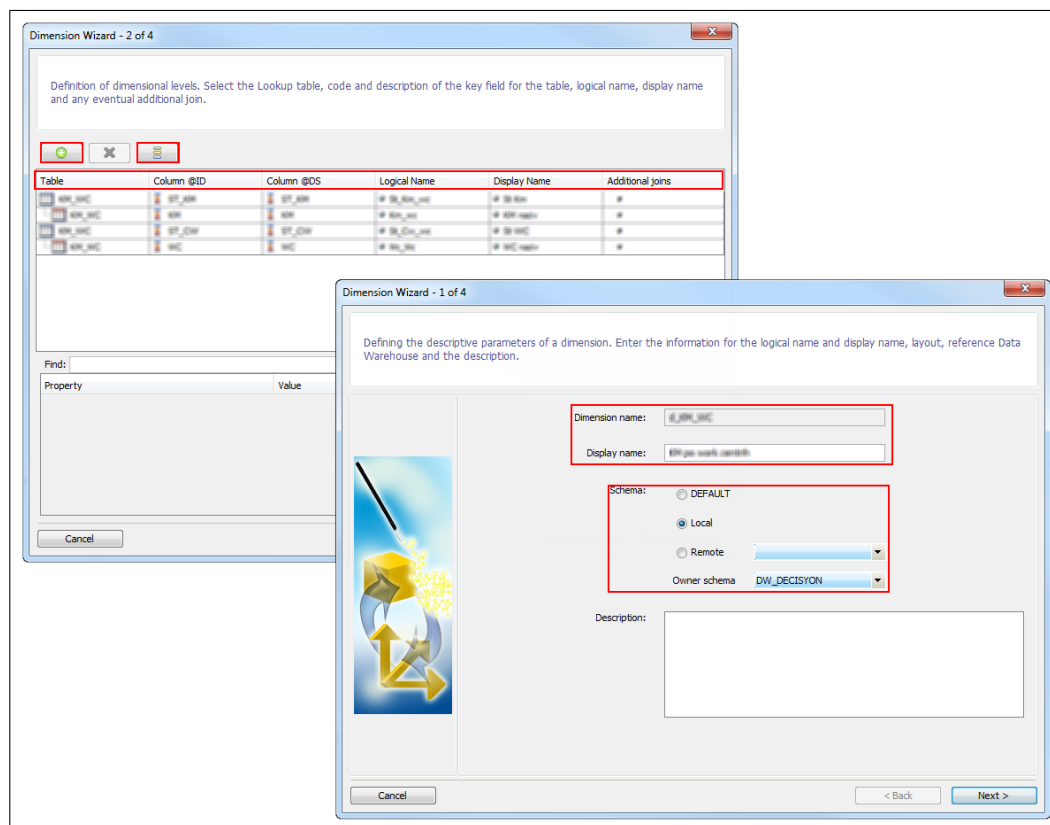 Dimension Wizard - 2 of 4
Definition of dimensional levels. Select the Lookup table, code and description of the key field for the table, logical name, display name
and any eventual additional join.
Table Column @ID Column @DS Logical Name Display Name Additional joins
Find:
Property Value
Cancel
Dimension Wizard - 1 of 4
Defining the descriptive parameters of a dimension. Enter the information for the logical name and display name, layout, reference Data
Warehouse and the description.
Dimension name:
Display name:
Schema:
DEFAULT
Local
Remote
Owner schema DW_DECISYON
Description:
Cancel < Back Next >